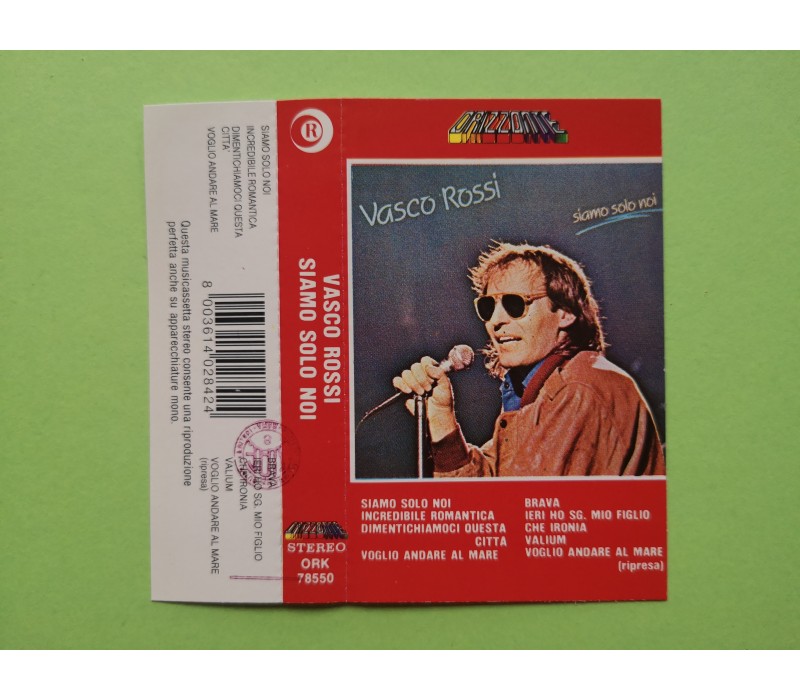 SIAMO SOLO NOI
INCREDIBILE ROMANTICA
DIMENTICHIAMOCI QUESTA
CITTA'
VOGLIO ANDARE AL MARE
Questa musicassetta stereo consente una riproduzione
perfetta anche su apparecchiature mono.
8 003614 028424
BRAVA
IERI HO SG. MIO FIGLIO
CHE IRONIA
VALIUM
VOGLIO ANDARE AL MARE
(ripresa)
R
VASCO ROSSI
SIAMO SOLO NOI
ORIZZONTE
STEREO
ORK
78550
ORIZZONTE
Vasco Rossi
siamo solo noi
SIAMO SOLO NOI
INCREDIBILE ROMANTICA
DIMENTICHIAMOCI QUESTA
CITTÀ
VOGLIO ANDARE AL MARE
BRAVA
IERI HO SG. MIO FIGLIO
CHE IRONIA
VALIUM
VOGLIO ANDARE AL MARE
(ripresa)